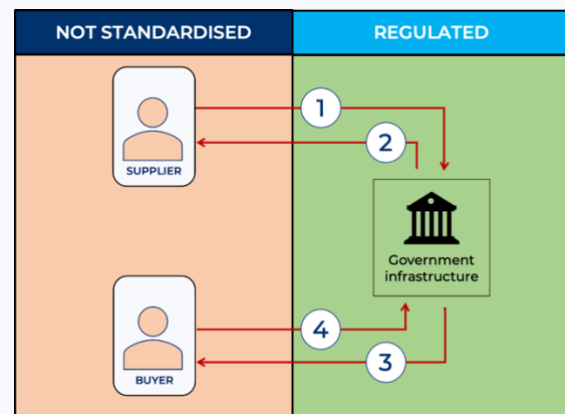 NOT STANDARDISED
REGULATED
1
2
SUPPLIER
Government
infrastructure
4
3
BUYER